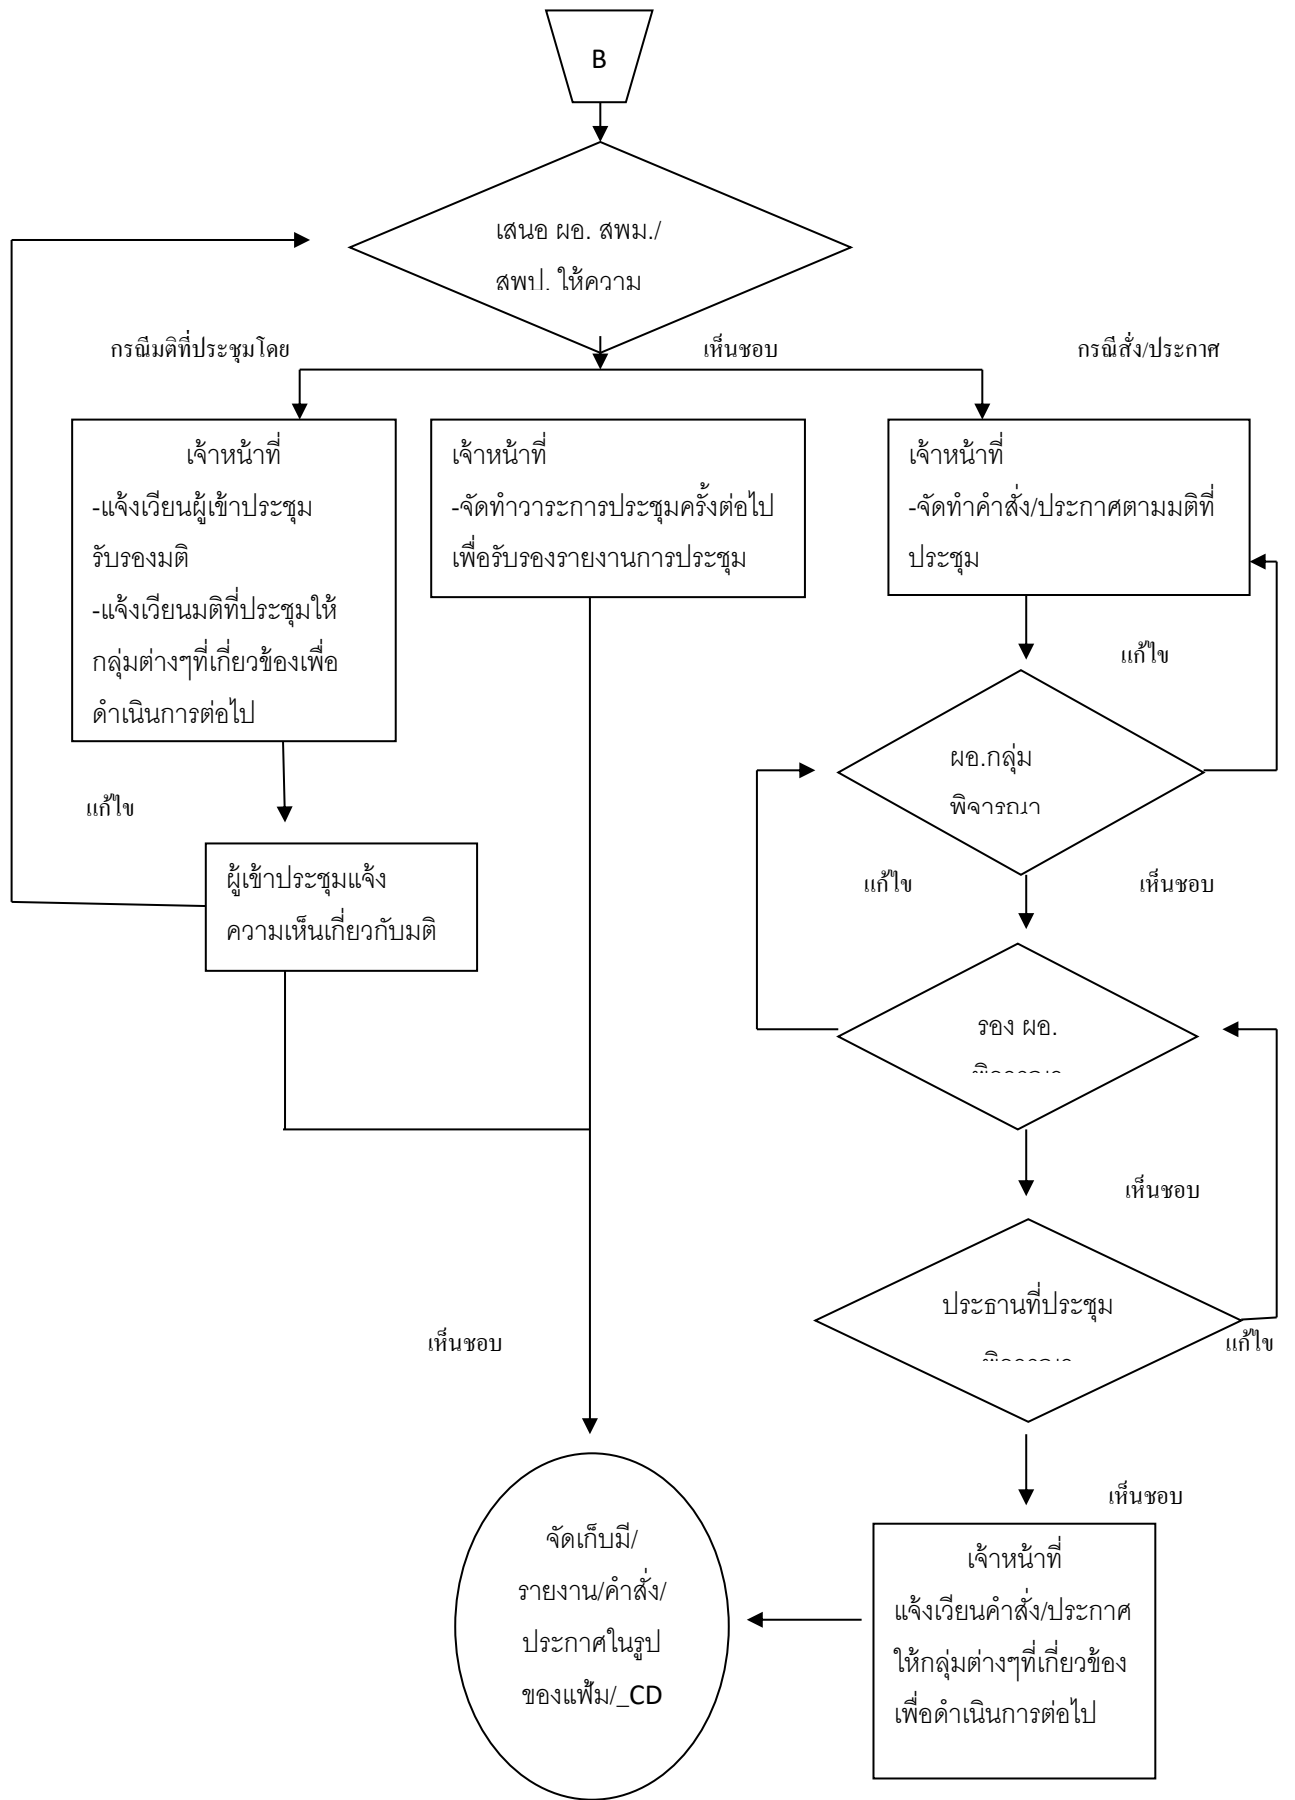 B
เสนอ ผอ. สพม./
สพป. ให้ความ
กรณีมติที่ประชุมโดย
เห็นชอบ
กรณีสั่ง/ประกาศ
เจ้าหน้าที่
-แจ้งเวียนผู้เข้าประชุม
รับรองมติ
-แจ้งเวียนมติที่ประชุมให้
กลุ่มต่างๆที่เกี่ยวข้องเพื่อ
ดำเนินการต่อไป
เจ้าหน้าที่
-จัดทำวาระการประชุมครั้งต่อไป
เพื่อรับรองรายงานการประชุม
เจ้าหน้าที่
-จัดทำคำสั่ง/ประกาศตามมติที่
ประชุม
แก้ไข
ผอ.กลุ่ม
พิจารณา
แก้ไข
ผู้เข้าประชุมแจ้ง
ความเห็นเกี่ยวกับมติ
แก้ไข
เห็นชอบ
รอง ผอ.
เห็นชอบ
ประธานที่ประชุม
แก้ไข
เห็นชอบ
เห็นชอบ
จัดเก็บมี/
รายงาน/คำสั่ง/
ประกาศในรูป
ของแฟ้ม/_CD
เจ้าหน้าที่
แจ้งเวียนคำสั่ง/ประกาศ
ให้กลุ่มต่างๆที่เกี่ยวข้อง
เพื่อดำเนินการต่อไป